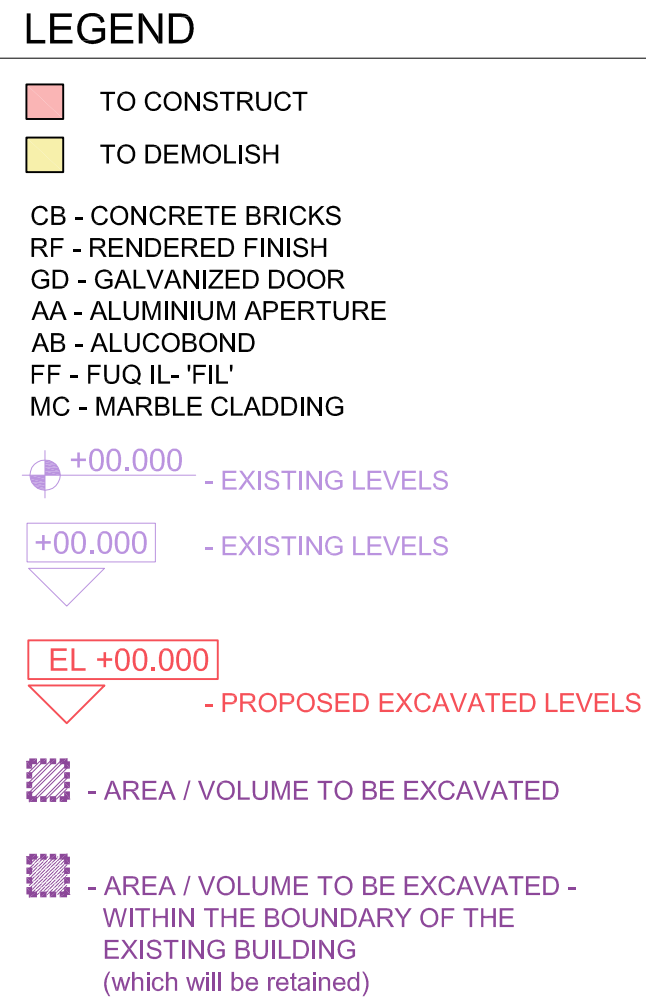 LEGEND
TO CONSTRUCT
TO DEMOLISH
CB - CONCRETE BRICKS
RF - RENDERED FINISH
GD - GALVANIZED DOOR
AA - ALUMINIUM APERTURE
AB - ALUCOBOND
FF - FUQ IL- 'FIL'
MC - MARBLE CLADDING
+00.000 - EXISTING LEVELS
+00.000 - EXISTING LEVELS
EL +00.000
- PROPOSED EXCAVATED LEVELS
- AREA / VOLUME TO BE EXCAVATED
- AREA / VOLUME TO BE EXCAVATED -
WITHIN THE BOUNDARY OF THE
EXISTING BUILDING
(which will be retained)